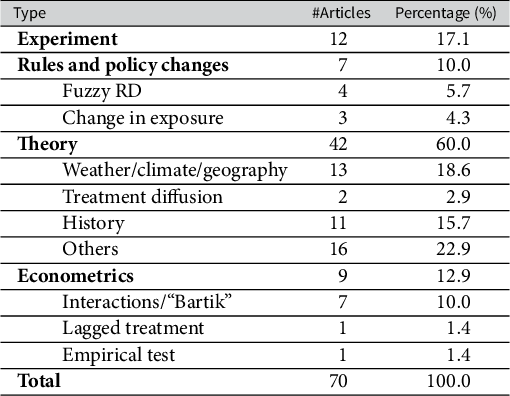 Type #Articles Percentage (%)
Experiment 12 17.1
Rules and policy changes 7 10.0
Fuzzy RD 4 5.7
Change in exposure 3 4.3
Theory 42 60.0
Weather/climate/geography 13 18.6
Treatment diffusion 2 2.9
History 11 15.7
Others 16 22.9
Econometrics 9 12.9
Interactions/“Bartik” 7 10.0
Lagged treatment 1 1.4
Empirical test 1 1.4
Total 70 100.0